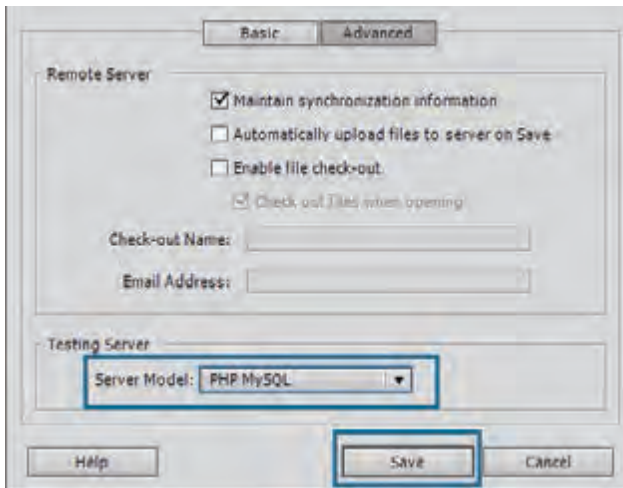 Basic Advanced
Remote Server
Maintain synchronization information
Automatically upload files to server on Save
Enable file check-out
Check out files when opening
Check-out Name:
Email Address:
Testing Server
Server Model: PHP MySQL
Help Save Cancel